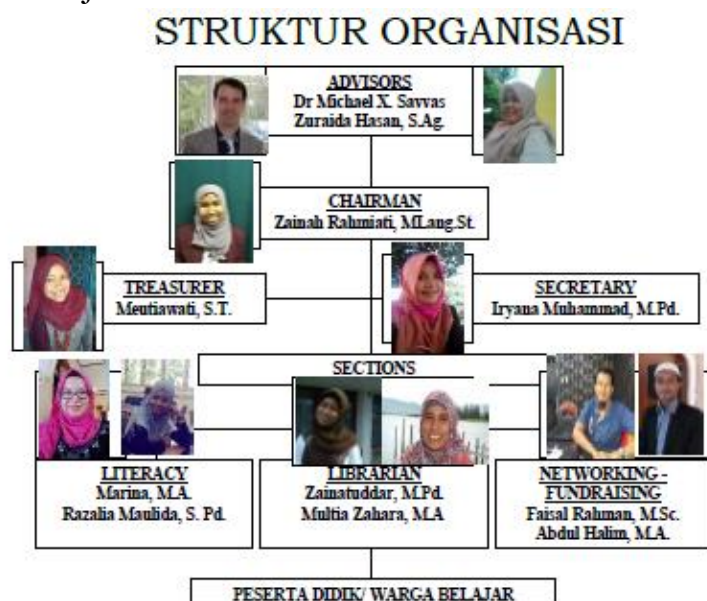 STRUKTUR ORGANISASI
ADVISORS
Dr Michael X. Savvas
Zuraida Hasan, S.Ag.
CHAIRMAN
Zainah Rahmiati, MLang.St.
TREASURER
Meutiawati, S.T.
SECRETARY
Iryana Muhammad, M.Pd.
SECTIONS
LITERACY
Marina, M.A.
Razalia Maulida, S. Pd.
LIBRARIAN
Zainatuddar, M.Pd.
Multia Zahara, M.A
NETWORKING -
FUNDRAISING
Faisal Rahman, M.Sc.
Abdul Halim, M.A.
PESERTA DIDIK/ WARGA BELAJAR